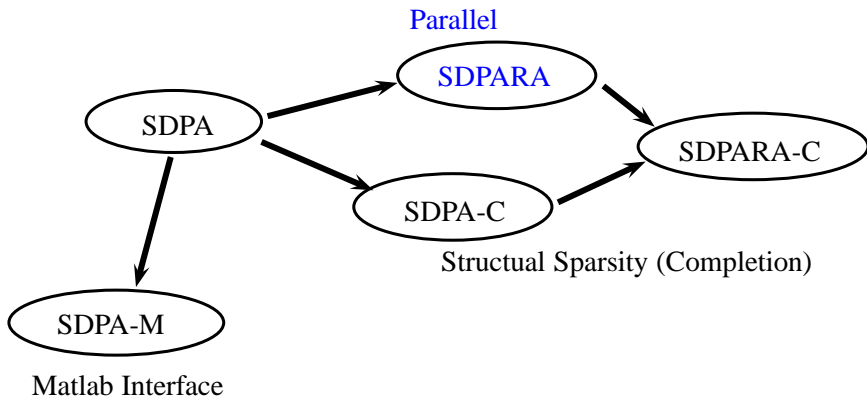 Parallel
SDPARA
SDPA
SDPARA-C
SDPA-C
Structual Sparsity (Completion)
SDPA-M
Matlab Interface